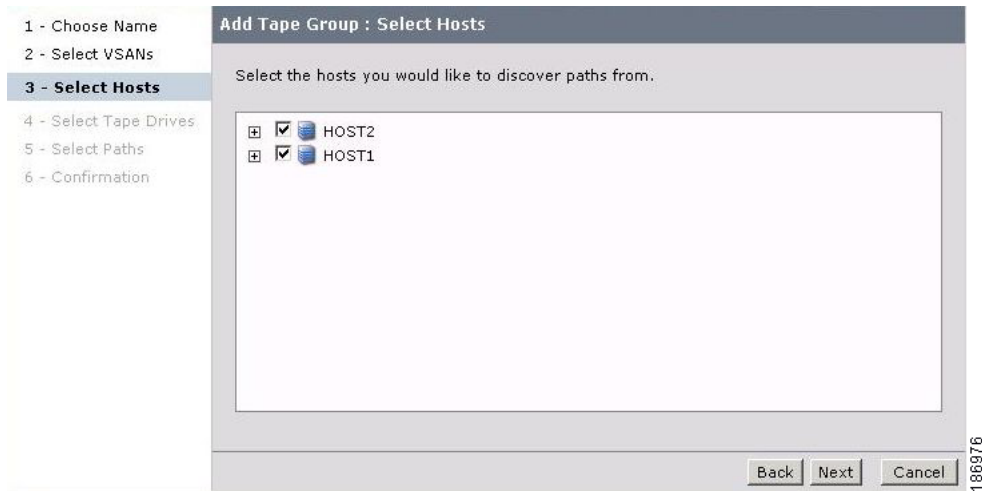 1 - Choose Name
2 - Select VSANs
3 - Select Hosts
4 - Select Tape Drives
5 - Select Paths
6 - Confirmation
Add Tape Group : Select Hosts
Select the hosts you would like to discover paths from.
HOST2
HOST1
Back Next Cancel
186976